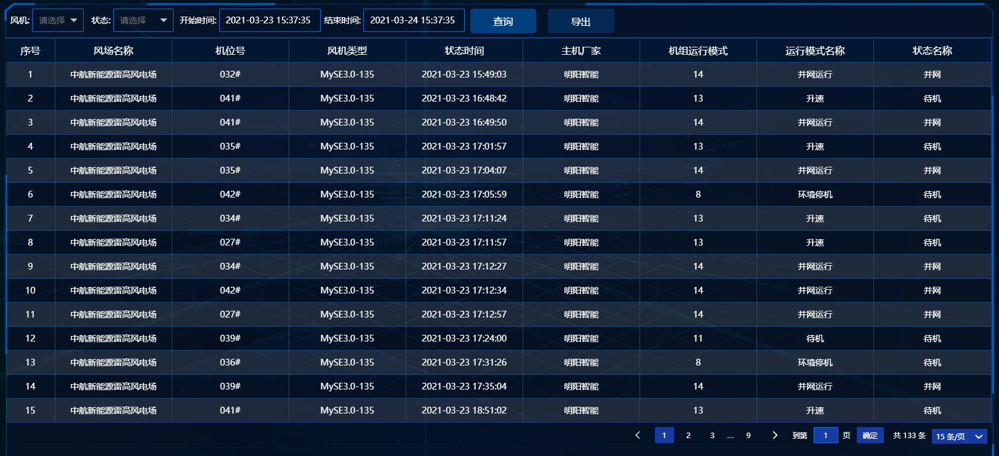 风机: 请选择 状态: 请选择 开始时间: 2021-03-23 15:37:35 结束时间: 2021-03-24 15:37:35 查询 导出
序号 风场名称 机位号 风机类型 状态时间 主机厂家 机组运行模式 运行模式名称 状态名称
1 中航新能源雷高风电场 032# MySE3.0-135 2021-03-23 15:49:03 明阳智能 14 并网运行 并网
2 中航新能源雷高风电场 041# MySE3.0-135 2021-03-23 16:48:42 明阳智能 13 升速 待机
3 中航新能源雷高风电场 041# MySE3.0-135 2021-03-23 16:49:50 明阳智能 14 并网运行 并网
4 中航新能源雷高风电场 035# MySE3.0-135 2021-03-23 17:01:57 明阳智能 13 升速 待机
5 中航新能源雷高风电场 035# MySE3.0-135 2021-03-23 17:04:07 明阳智能 14 并网运行 并网
6 中航新能源雷高风电场 042# MySE3.0-135 2021-03-23 17:05:59 明阳智能 8 环境停机 待机
7 中航新能源雷高风电场 034# MySE3.0-135 2021-03-23 17:11:24 明阳智能 13 升速 待机
8 中航新能源雷高风电场 027# MySE3.0-135 2021-03-23 17:11:57 明阳智能 13 升速 待机
9 中航新能源雷高风电场 034# MySE3.0-135 2021-03-23 17:12:27 明阳智能 14 并网运行 并网
10 中航新能源雷高风电场 042# MySE3.0-135 2021-03-23 17:12:34 明阳智能 14 并网运行 并网
11 中航新能源雷高风电场 027# MySE3.0-135 2021-03-23 17:12:57 明阳智能 14 并网运行 并网
12 中航新能源雷高风电场 039# MySE3.0-135 2021-03-23 17:24:00 明阳智能 11 待机 待机
13 中航新能源雷高风电场 036# MySE3.0-135 2021-03-23 17:31:26 明阳智能 8 环境停机 待机
14 中航新能源雷高风电场 039# MySE3.0-135 2021-03-23 17:35:04 明阳智能 14 并网运行 并网
15 中航新能源雷高风电场 041# MySE3.0-135 2021-03-23 18:51:02 明阳智能 13 升速 待机
1 2 3 ... 9 到第 1 页 确定 共 133 条 15 条/页